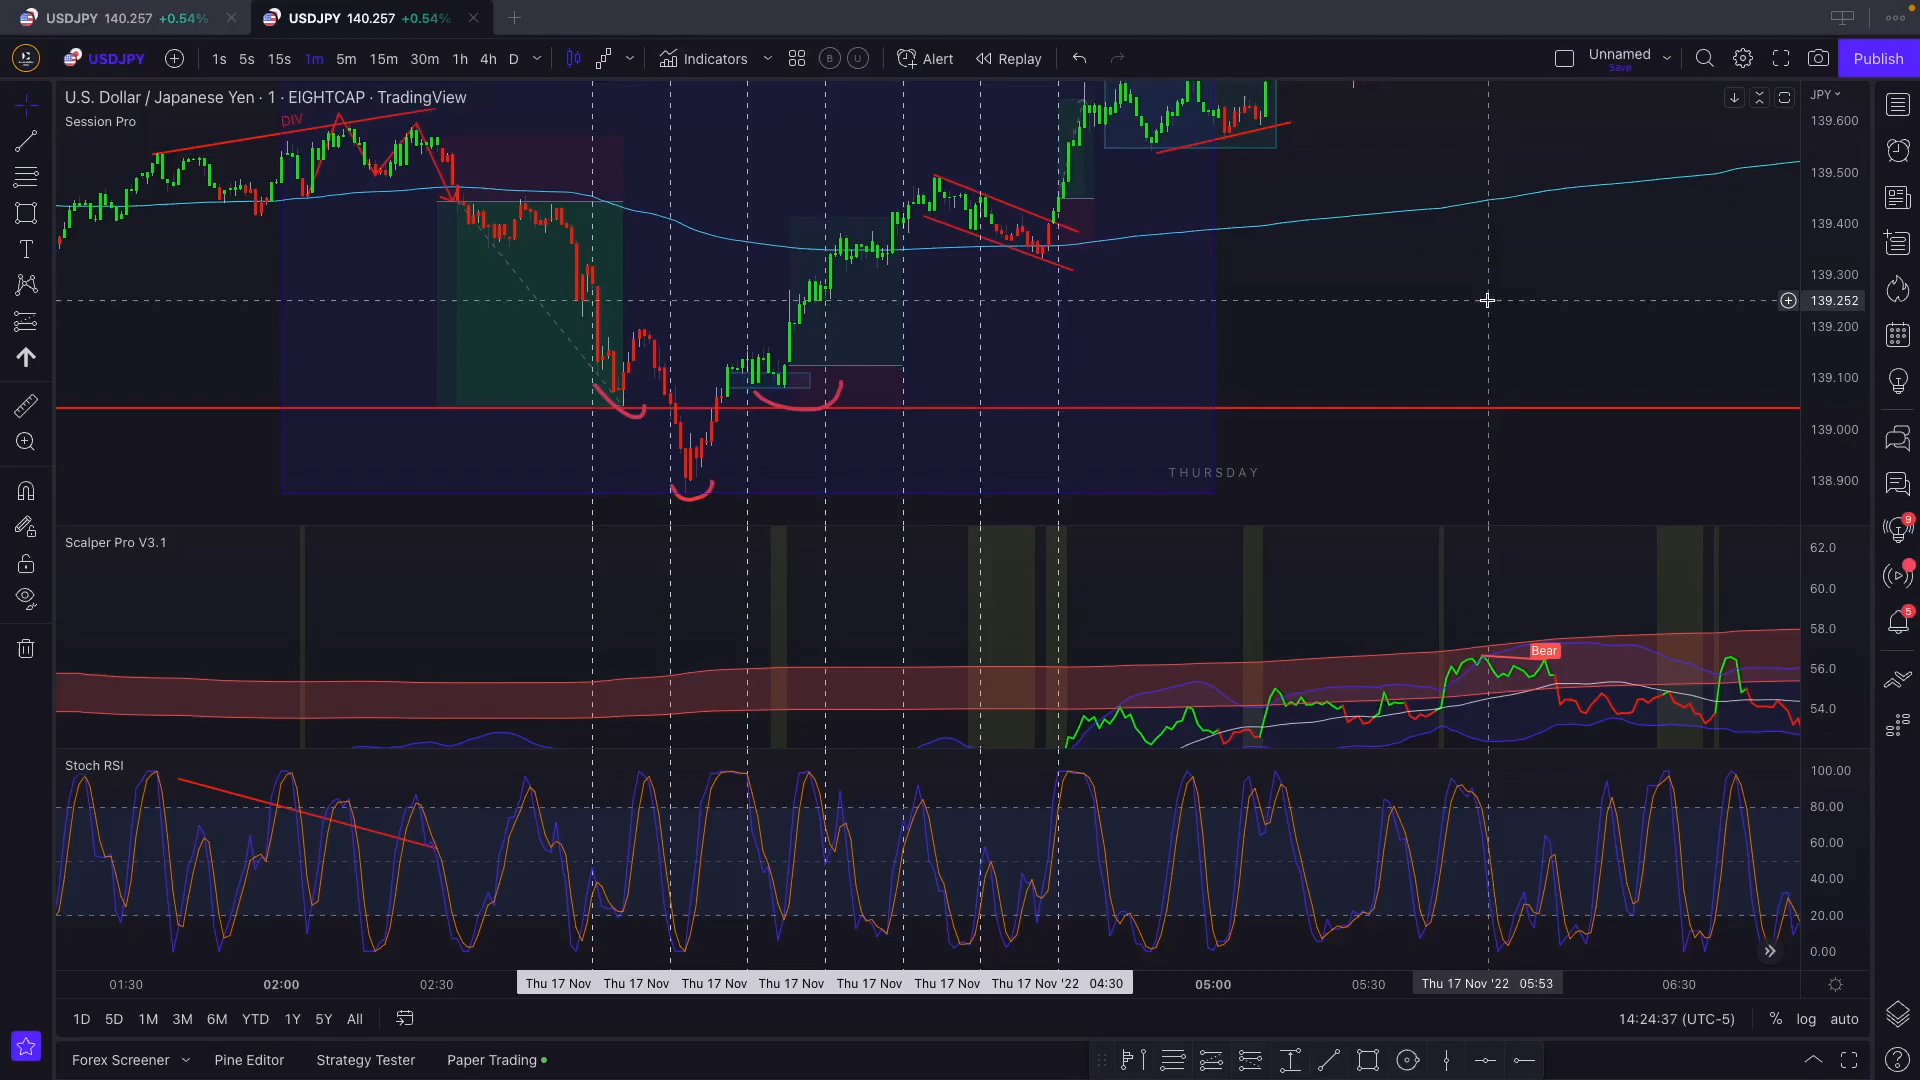 USDJPY 140.257 +0.54%
USDJPY 140.257 +0.54%
USDJPY 1s 5s 15s 1m 5m 15m 30m 1h 4h D Indicators B U Alert Replay Unnamed Save Publish
U.S. Dollar / Japanese Yen · 1 · EIGHTCAP · TradingView
Session Pro
DIV
JPY
139.600
139.500
139.400
139.300
139.252
139.200
139.100
139.000
138.900
THURSDAY
Scalper Pro V3.1
62.0
60.0
58.0
56.0
54.0
Bear
Stoch RSI
100.00
80.00
60.00
40.00
20.00
0.00
9
5
01:30 02:00 02:30 Thu 17 Nov Thu 17 Nov Thu 17 Nov Thu 17 Nov Thu 17 Nov Thu 17 Nov Thu 17 Nov '22 04:30 05:00 05:30 Thu 17 Nov '22 05:53 06:30
1D 5D 1M 3M 6M YTD 1Y 5Y All 14:24:37 (UTC-5) % log auto
Forex Screener Pine Editor Strategy Tester Paper Trading